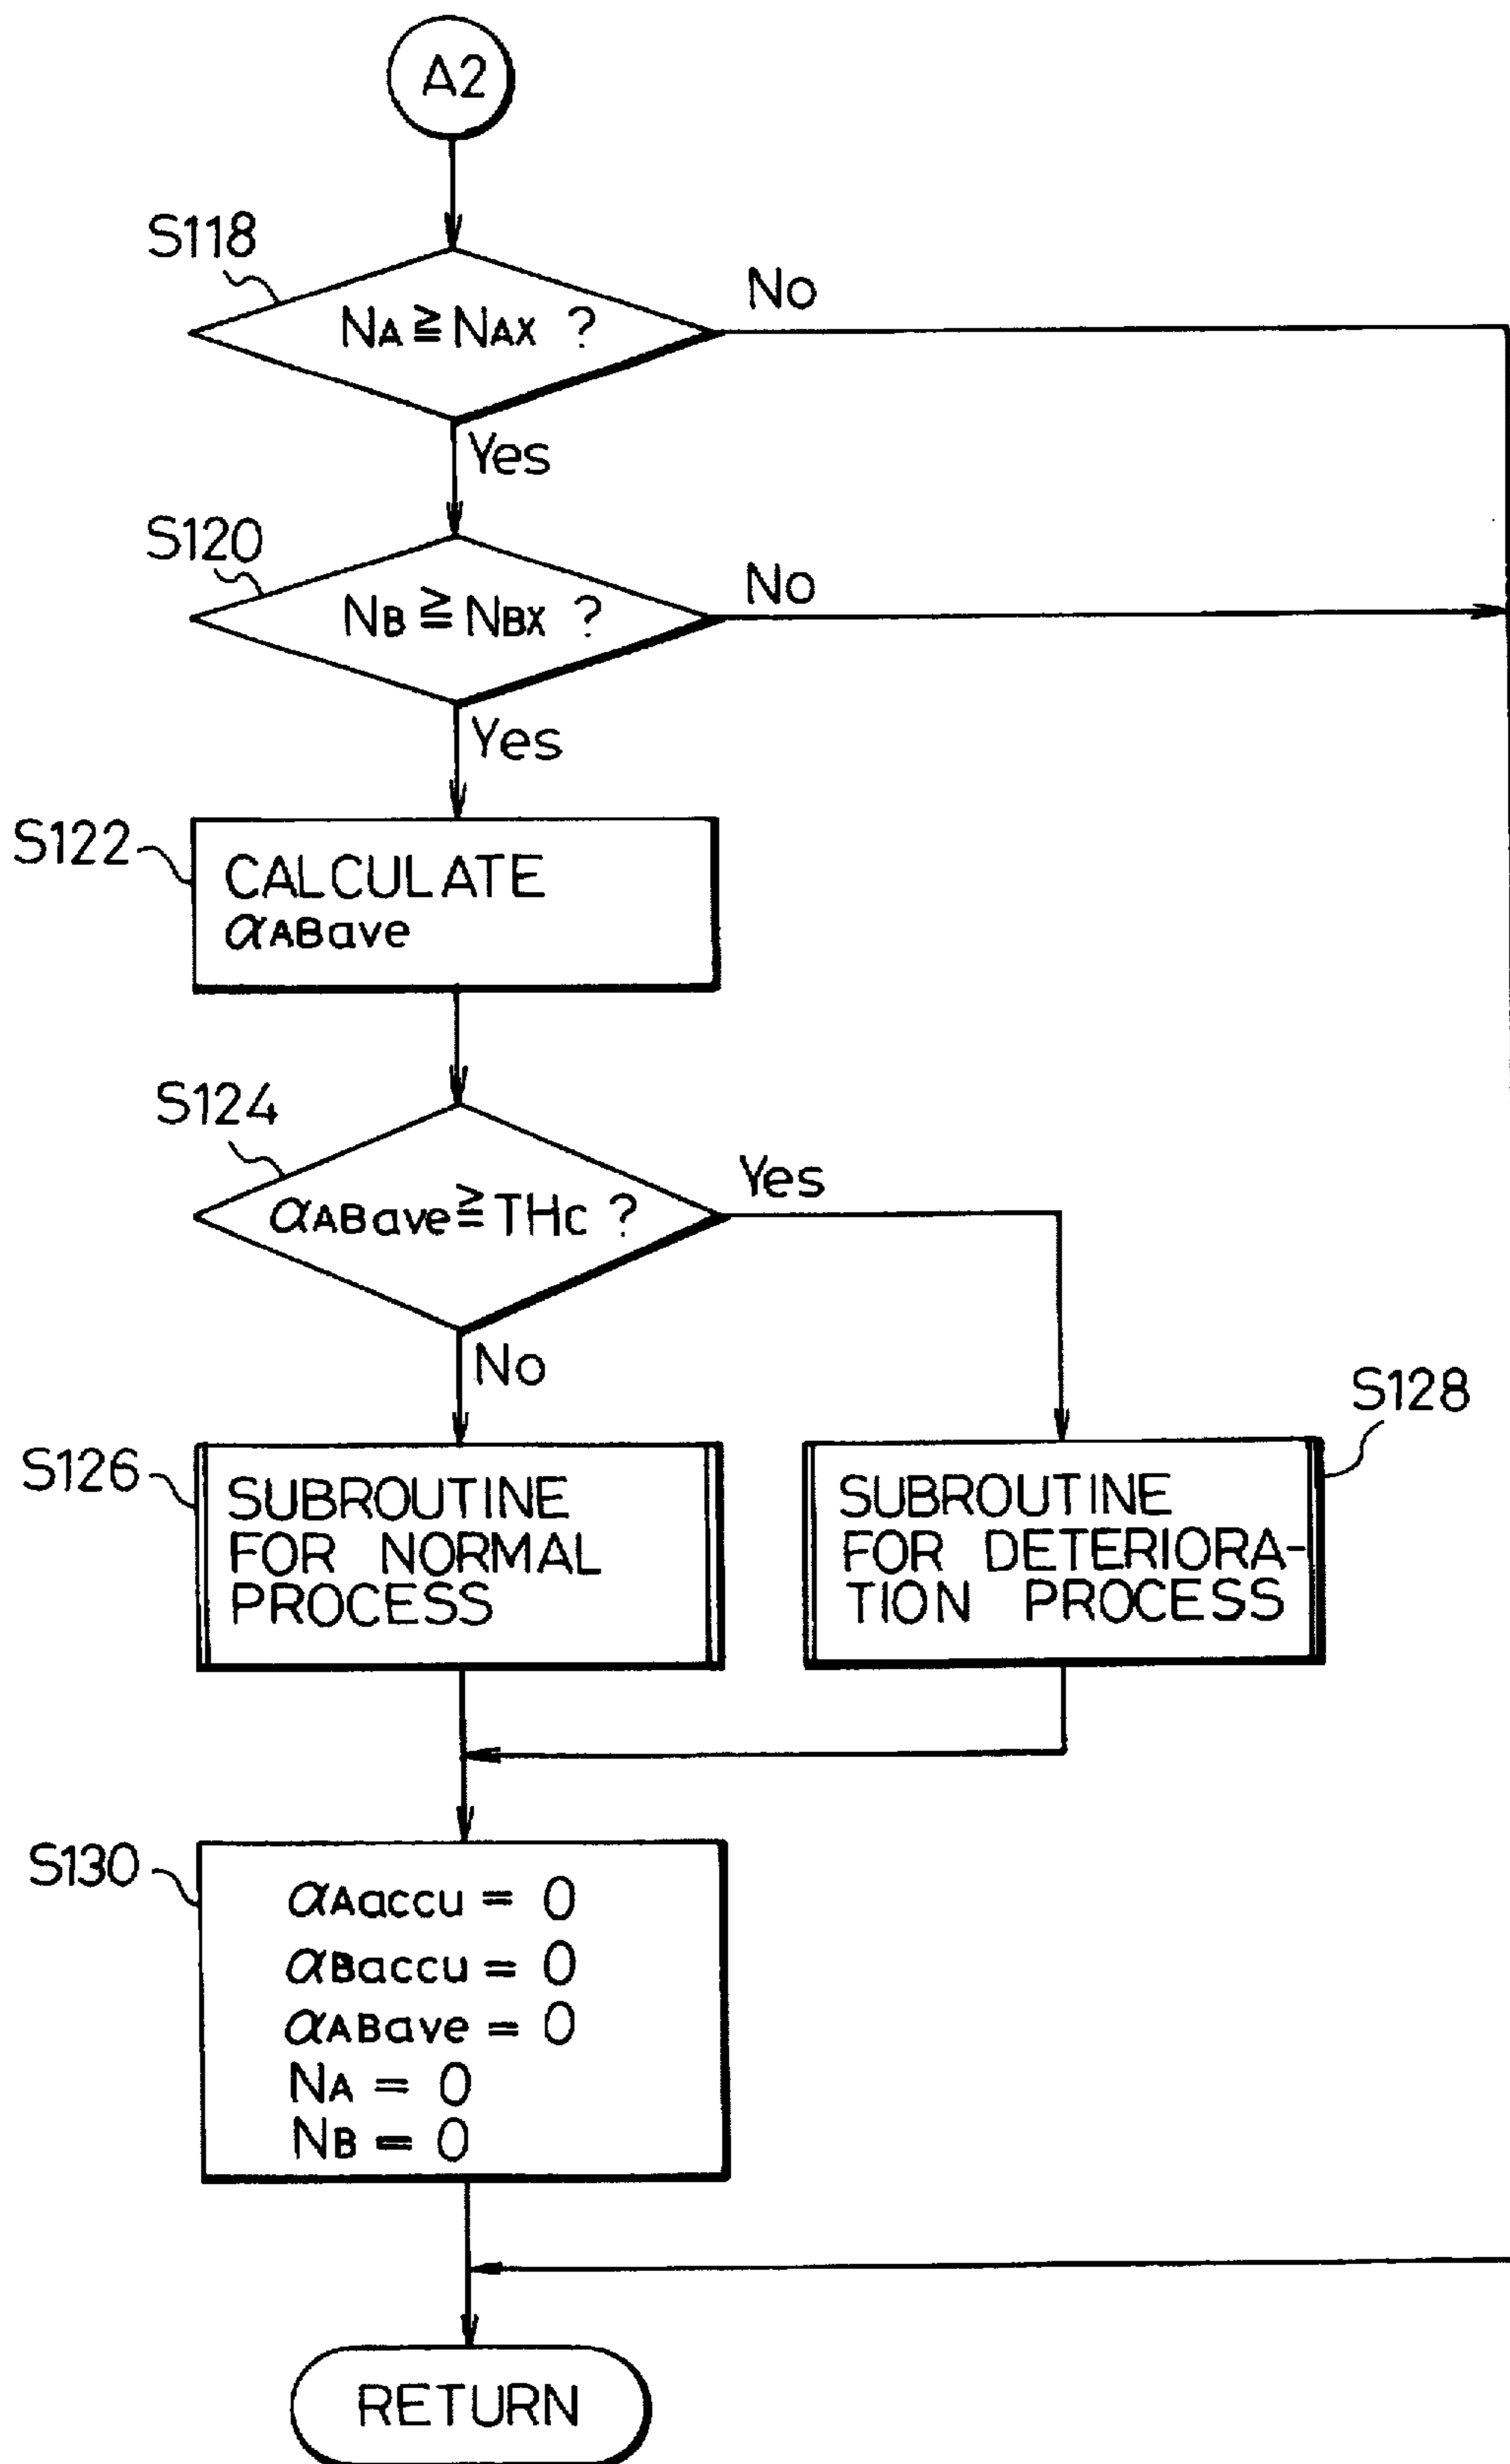 A2
S118
NA ≧ NAX ?
No
Yes
S120
NB ≧ NBX ?
No
Yes
S122
CALCULATE
αABave
S124
αABave ≧ THC ?
Yes
No
S126
SUBROUTINE
FOR NORMAL
PROCESS
S128
SUBROUTINE
FOR DETERIORA-
TION PROCESS
S130
αAaccu = 0
αBaccu = 0
αABave = 0
NA = 0
NB = 0
RETURN